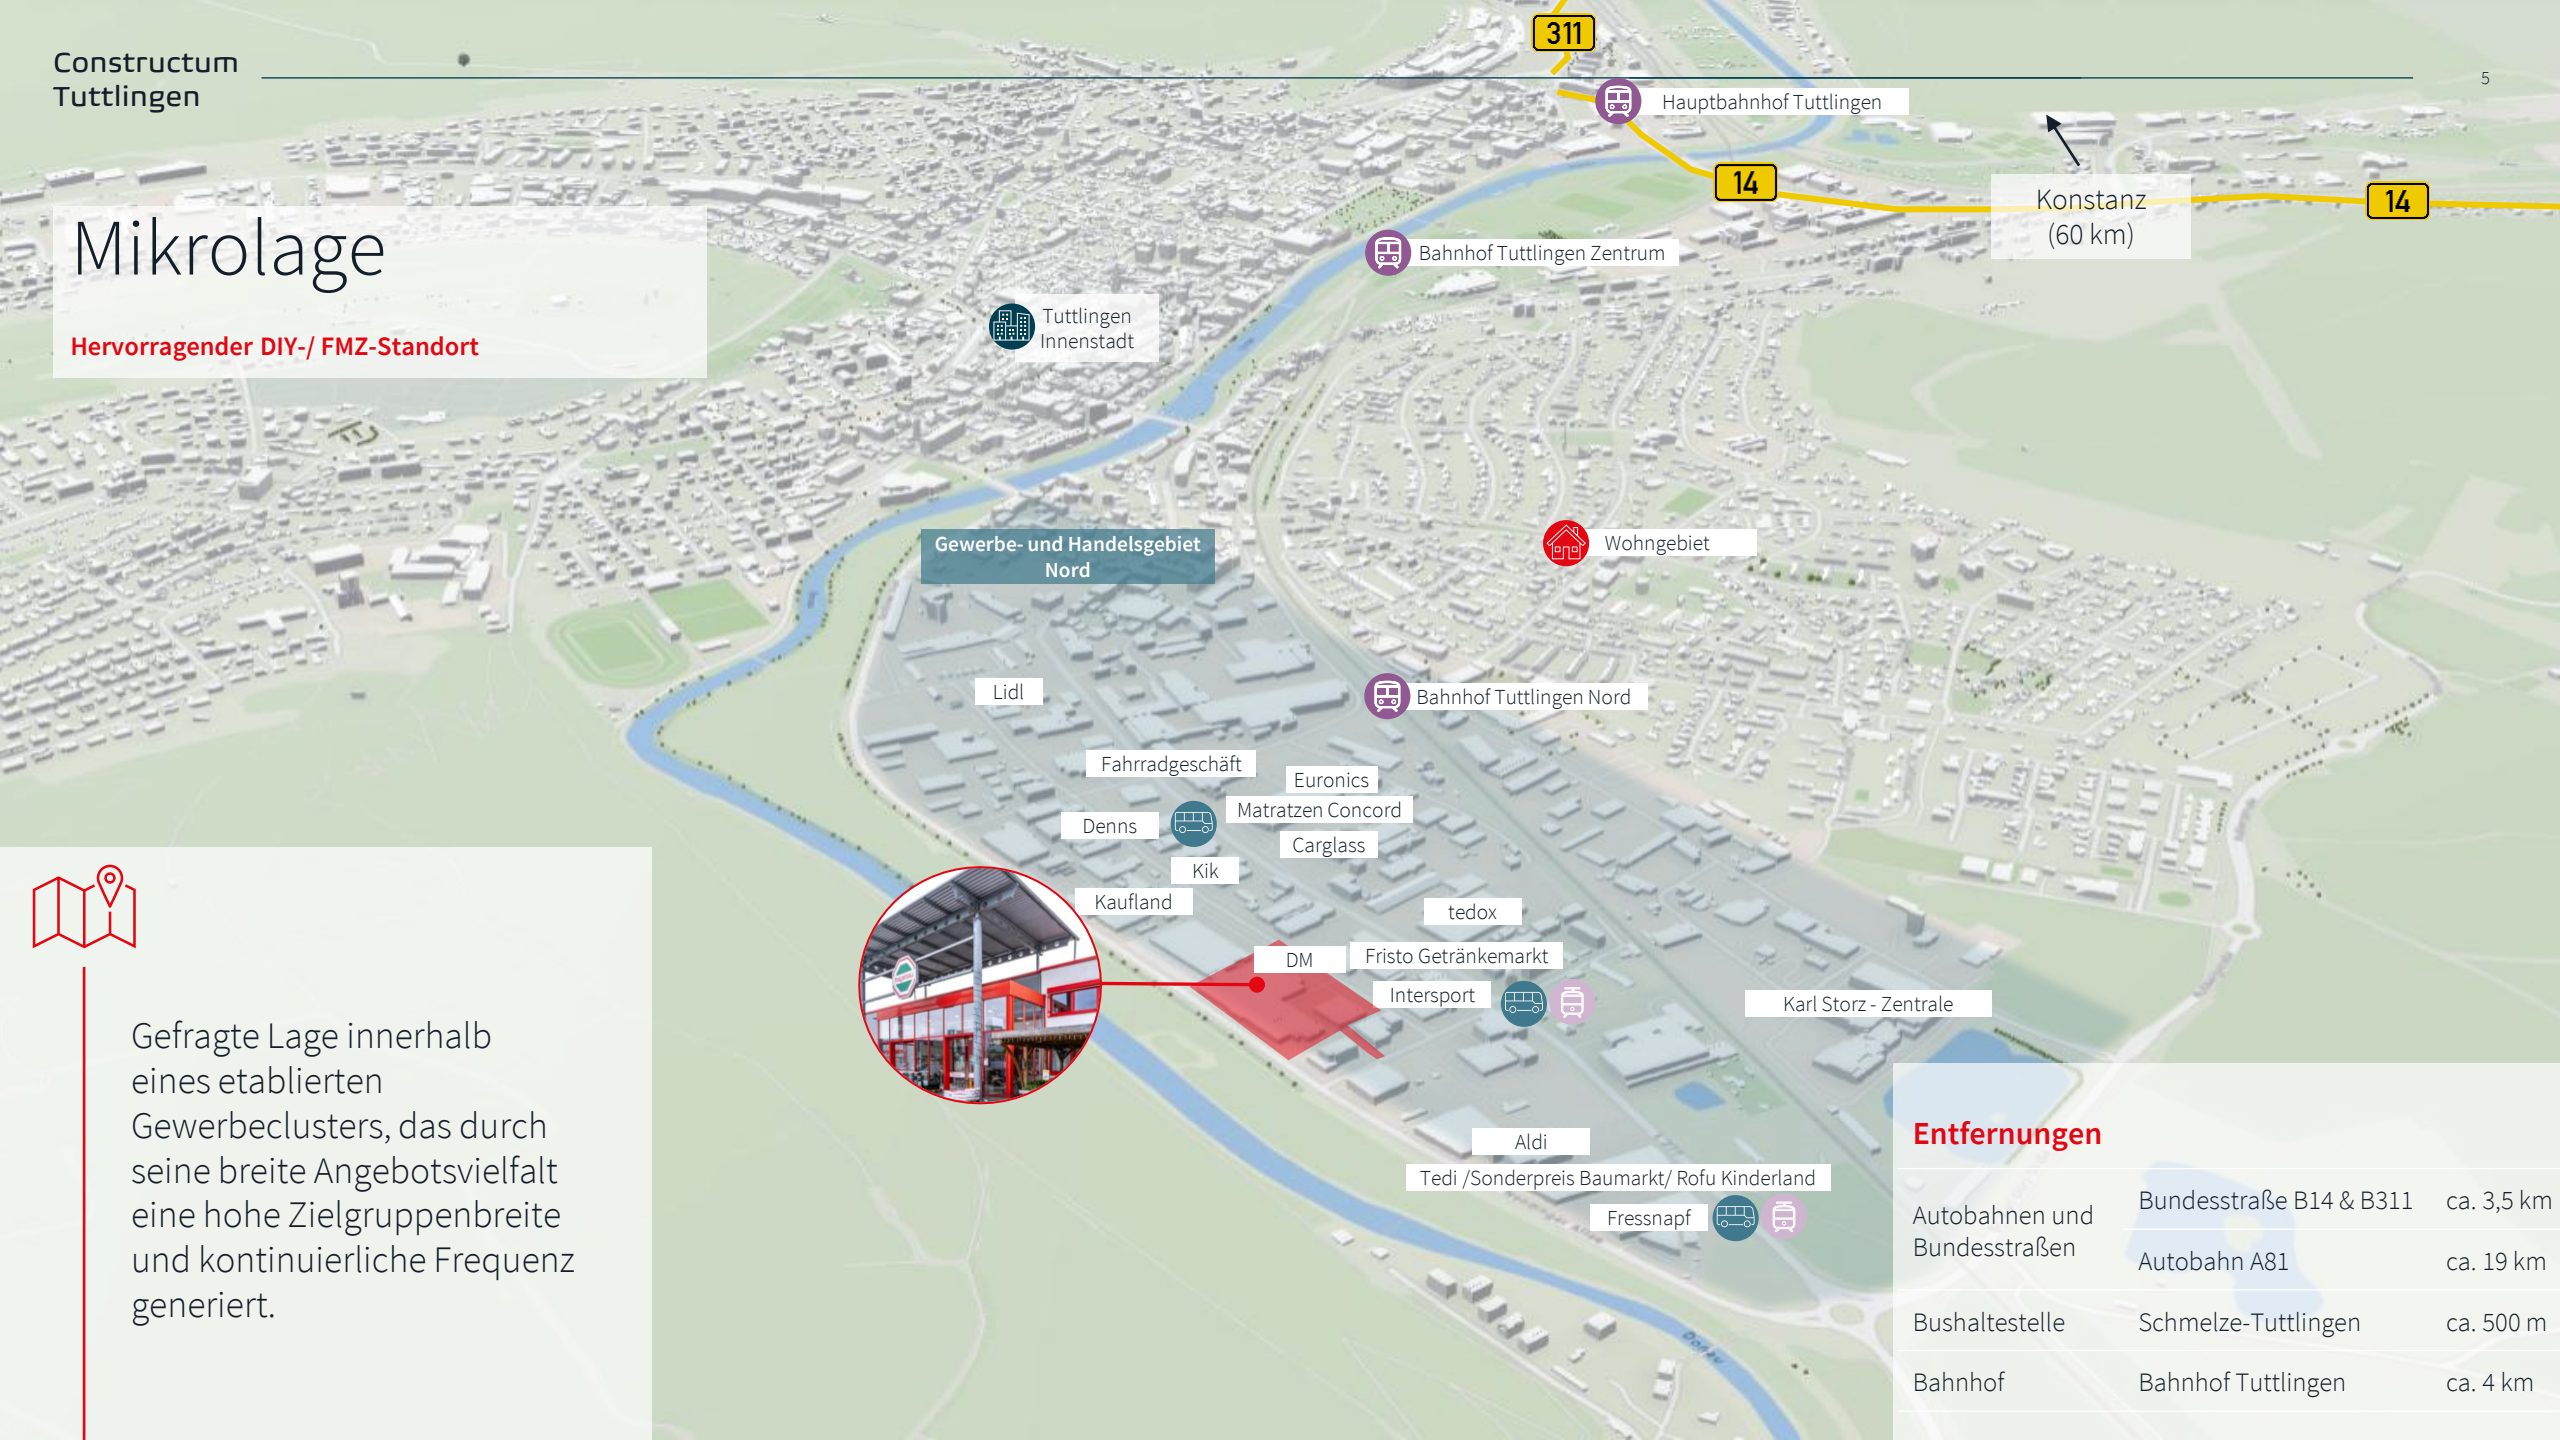 Constructum
Tuttlingen
5
311
Hauptbahnhof Tuttlingen
14
14
Konstanz
(60 km)
Mikrolage
Hervorragender DIY-/ FMZ-Standort
Bahnhof Tuttlingen Zentrum
Tuttlingen
Innenstadt
Gewerbe- und Handelsgebiet
Nord
Wohngebiet
Lidl
Bahnhof Tuttlingen Nord
Fahrradgeschäft
Euronics
Matratzen Concord
Denns
Carglass
Kik
Kaufland
tedox
DM
Fristo Getränkemarkt
Intersport
Karl Storz - Zentrale
Aldi
Tedi /Sonderpreis Baumarkt/ Rofu Kinderland
Fressnapf
Donau
Gefragte Lage innerhalb
eines etablierten
Gewerbeclusters, das durch
seine breite Angebotsvielfalt
eine hohe Zielgruppenbreite
und kontinuierliche Frequenz
generiert.
Entfernungen
Autobahnen und
Bundesstraßen
Bundesstraße B14 & B311 ca. 3,5 km
Autobahn A81 ca. 19 km
Bushaltestelle Schmelze-Tuttlingen ca. 500 m
Bahnhof Bahnhof Tuttlingen ca. 4 km